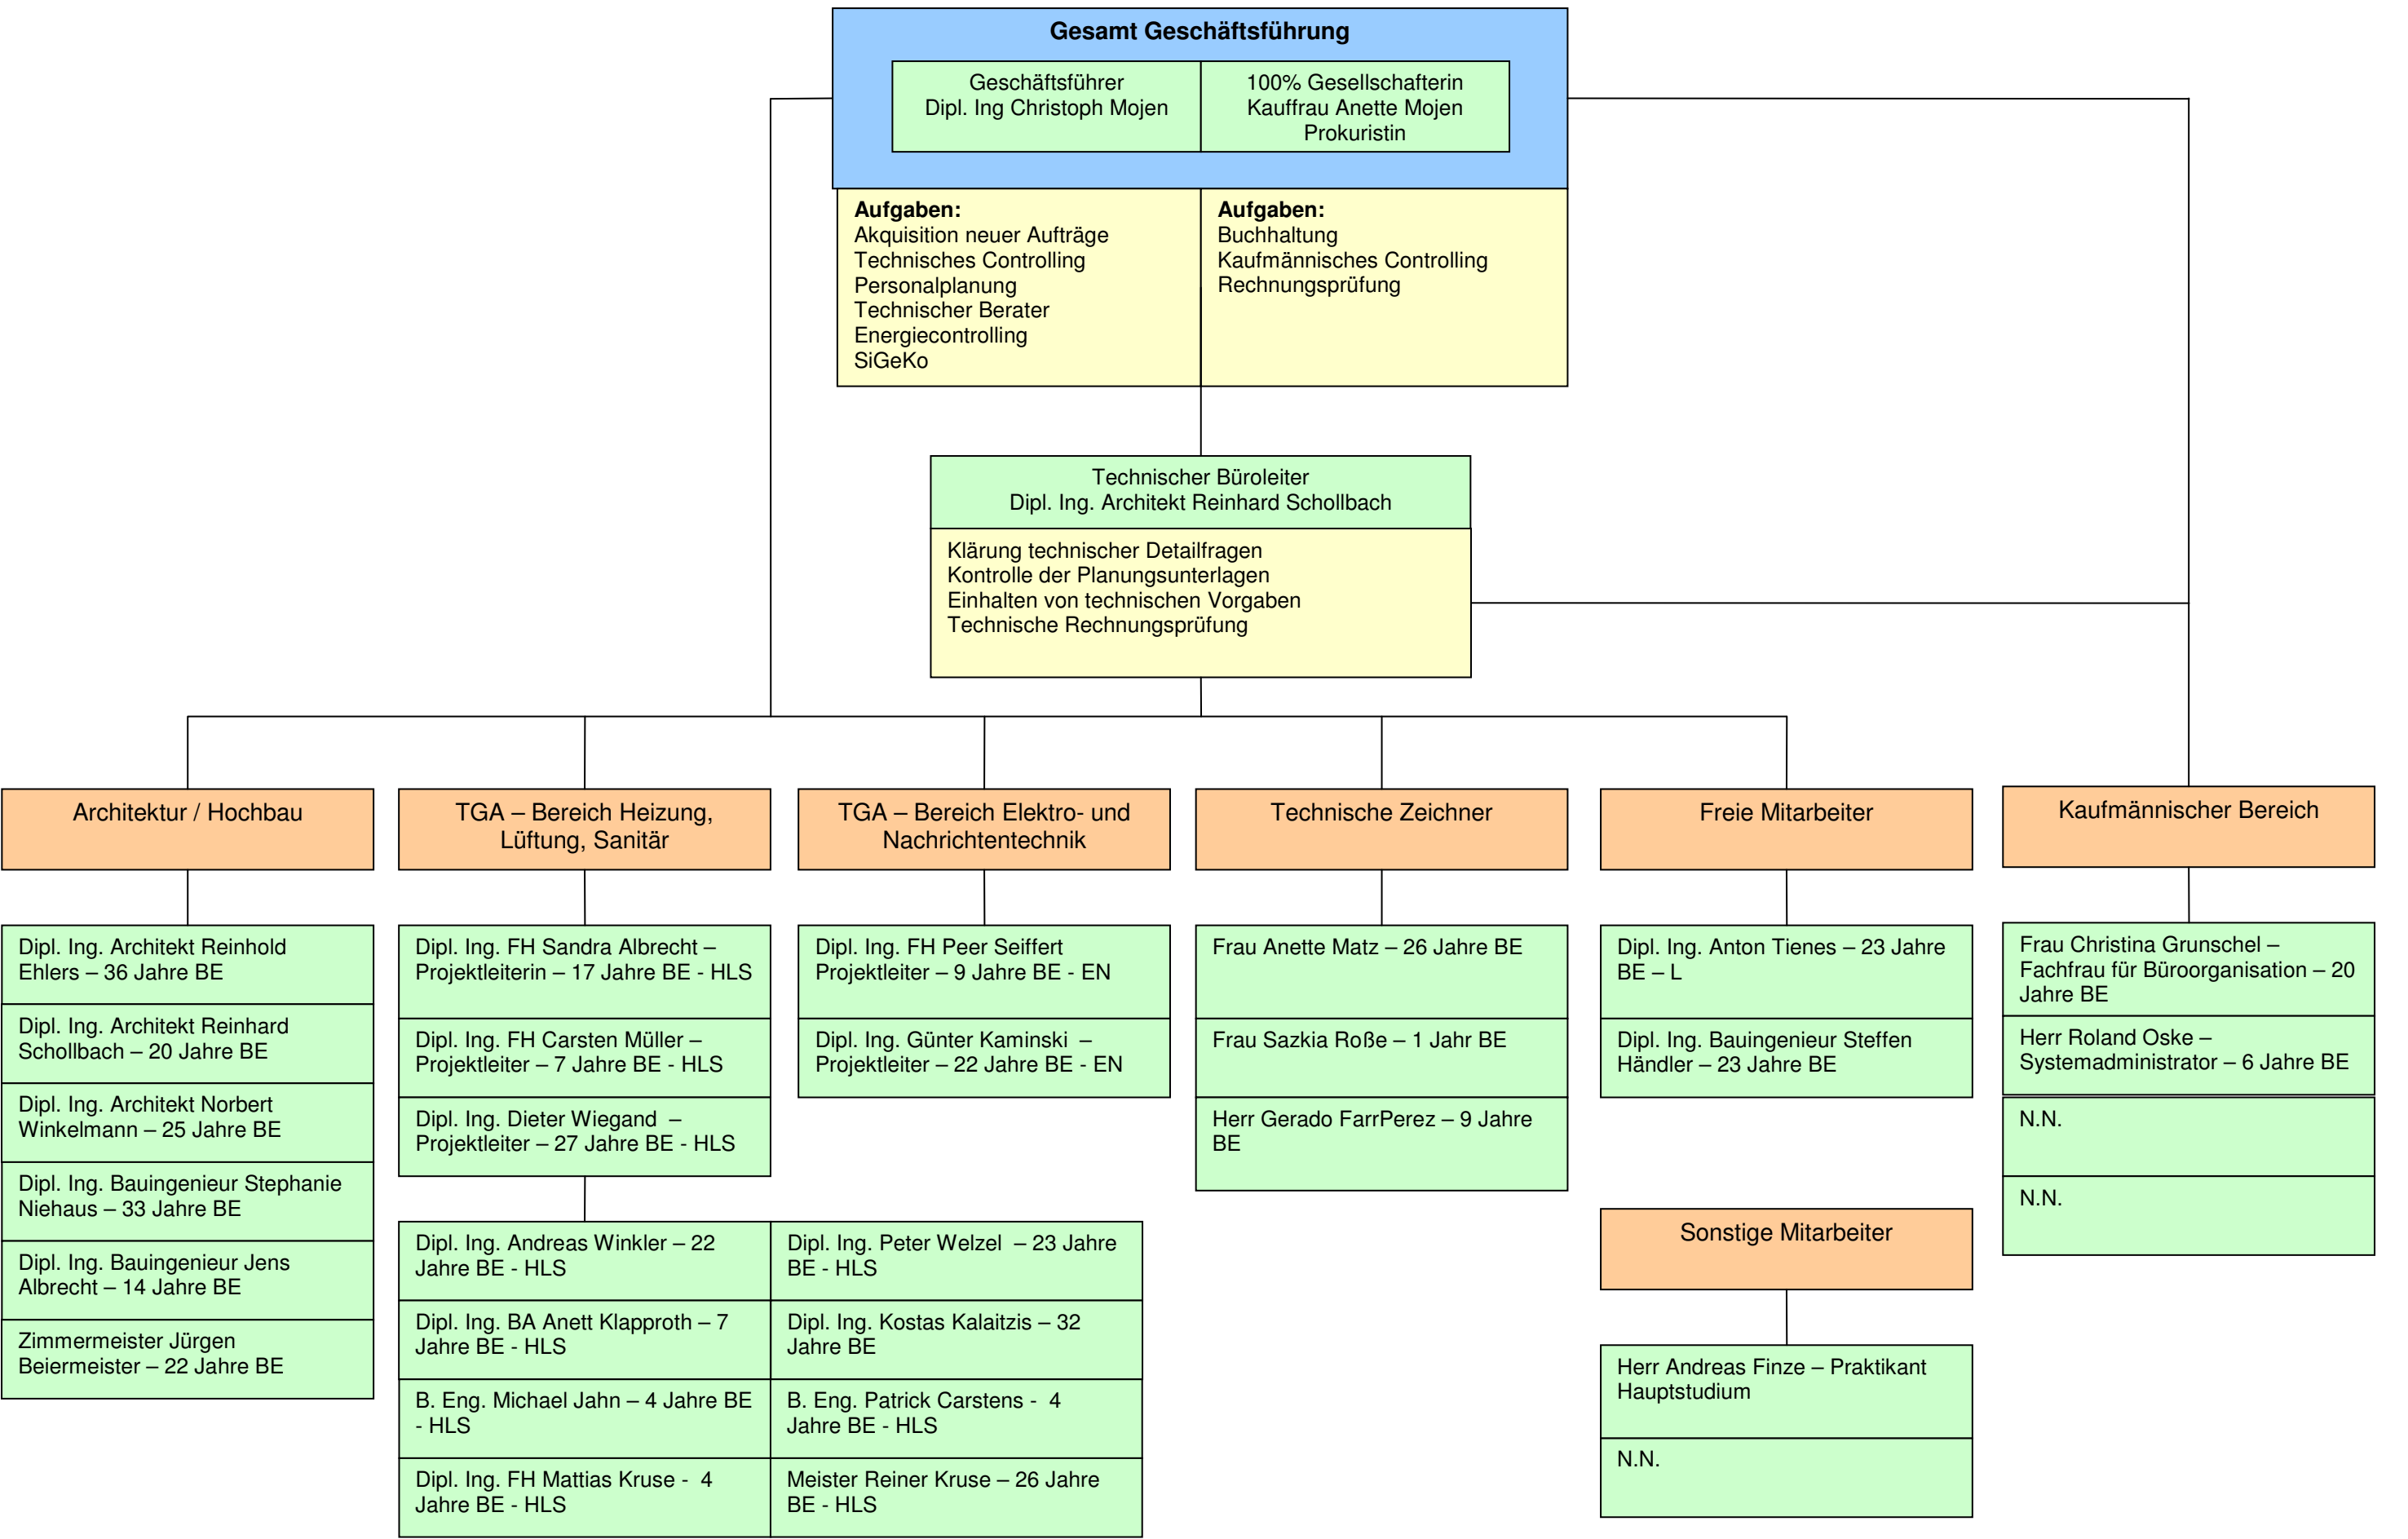 Gesamt Geschäftsführung
Geschäftsführer
Dipl. Ing Christoph Mojen
100% Gesellschafterin
Kauffrau Anette Mojen
Prokuristin
Aufgaben:
Akquisition neuer Aufträge
Technisches Controlling
Personalplanung
Technischer Berater
Energiecontrolling
SiGeKo
Aufgaben:
Buchhaltung
Kaufmännisches Controlling
Rechnungsprüfung
Technischer Büroleiter
Dipl. Ing. Architekt Reinhard Schollbach
Klärung technischer Detailfragen
Kontrolle der Planungsunterlagen
Einhalten von technischen Vorgaben
Technische Rechnungsprüfung
Architektur / Hochbau
Dipl. Ing. Architekt Reinhold
Ehlers – 36 Jahre BE
Dipl. Ing. Architekt Reinhard
Schollbach – 20 Jahre BE
Dipl. Ing. Architekt Norbert
Winkelmann – 25 Jahre BE
Dipl. Ing. Bauingenieur Stephanie
Niehaus – 33 Jahre BE
Dipl. Ing. Bauingenieur Jens
Albrecht – 14 Jahre BE
Zimmermeister Jürgen
Beiermeister – 22 Jahre BE
TGA – Bereich Heizung,
Lüftung, Sanitär
Dipl. Ing. FH Sandra Albrecht –
Projektleiterin – 17 Jahre BE - HLS
Dipl. Ing. FH Carsten Müller –
Projektleiter – 7 Jahre BE - HLS
Dipl. Ing. Dieter Wiegand –
Projektleiter – 27 Jahre BE - HLS
Dipl. Ing. Andreas Winkler – 22
Jahre BE - HLS
Dipl. Ing. BA Anett Klapproth – 7
Jahre BE - HLS
B. Eng. Michael Jahn – 4 Jahre BE
- HLS
Dipl. Ing. FH Mattias Kruse - 4
Jahre BE - HLS
Dipl. Ing. Peter Welzel – 23 Jahre
BE - HLS
Dipl. Ing. Kostas Kalaitzis – 32
Jahre BE
B. Eng. Patrick Carstens - 4
Jahre BE - HLS
Meister Reiner Kruse – 26 Jahre
BE - HLS
TGA – Bereich Elektro- und
Nachrichtentechnik
Dipl. Ing. FH Peer Seiffert
Projektleiter – 9 Jahre BE - EN
Dipl. Ing. Günter Kaminski –
Projektleiter – 22 Jahre BE - EN
Technische Zeichner
Frau Anette Matz – 26 Jahre BE
Frau Sazkia Roße – 1 Jahr BE
Herr Gerado FarrPerez – 9 Jahre
BE
Freie Mitarbeiter
Dipl. Ing. Anton Tienes – 23 Jahre
BE – L
Dipl. Ing. Bauingenieur Steffen
Händler – 23 Jahre BE
Sonstige Mitarbeiter
Herr Andreas Finze – Praktikant
Hauptstudium
N.N.
Kaufmännischer Bereich
Frau Christina Grunschel –
Fachfrau für Büroorganisation – 20
Jahre BE
Herr Roland Oske –
Systemadministrator – 6 Jahre BE
N.N.
N.N.